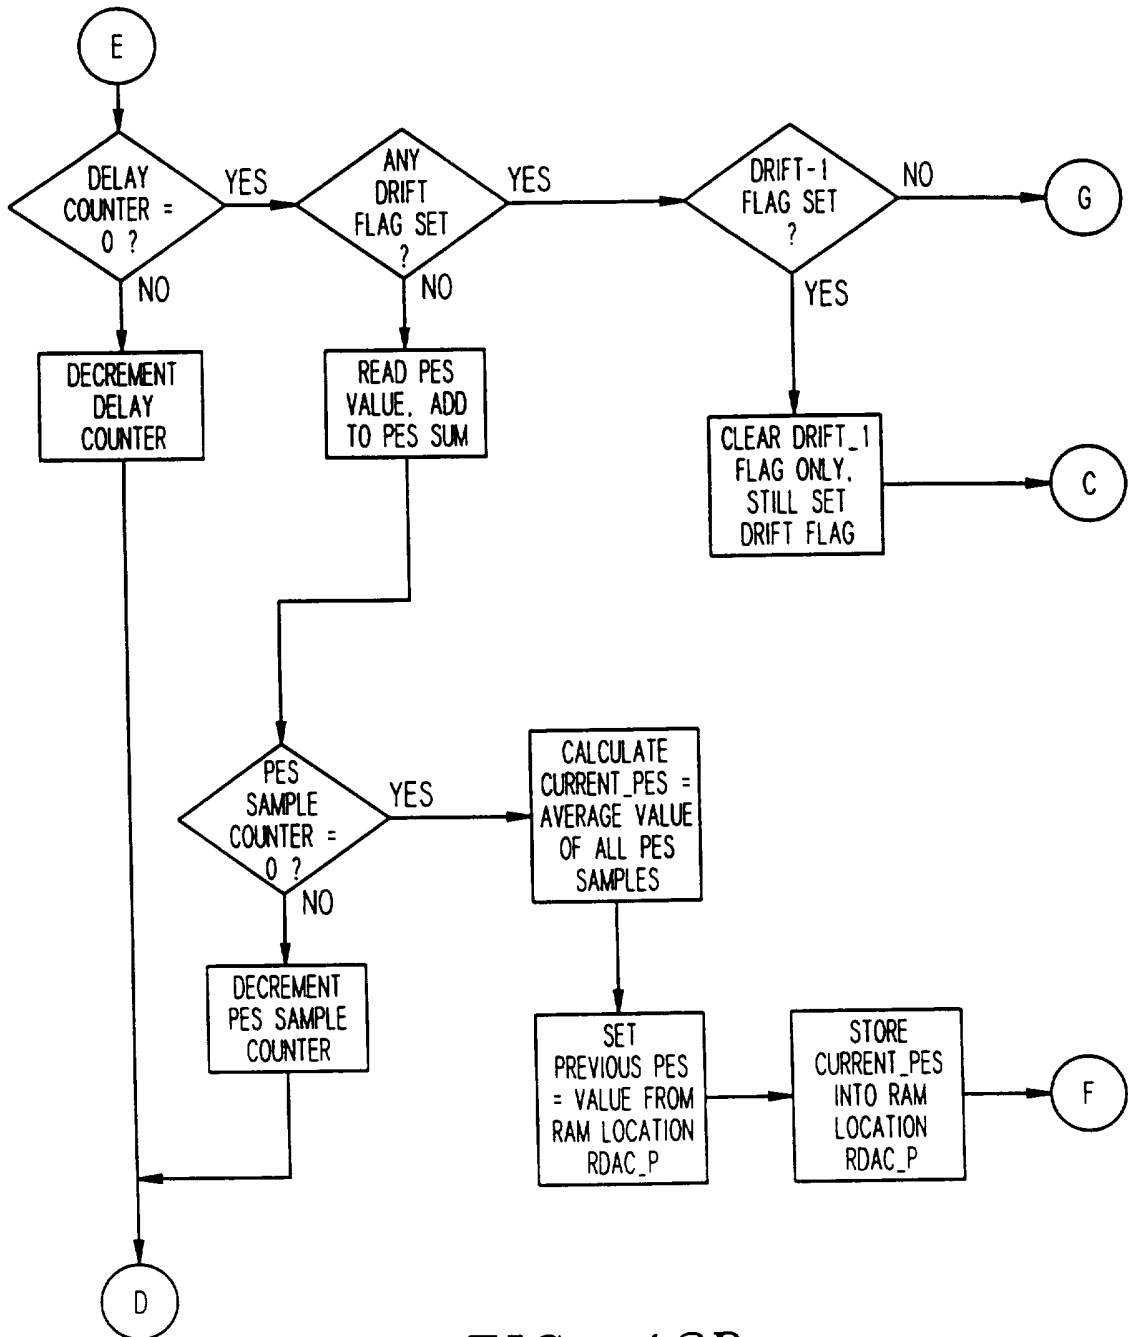 E
DELAY
COUNTER =
0 ?
YES
NO
ANY
DRIFT
FLAG SET
?
YES
NO
DRIFT-1
FLAG SET
?
NO
YES
G
DECREMENT
DELAY
COUNTER
READ PES
VALUE, ADD
TO PES SUM
CLEAR DRIFT_1
FLAG ONLY,
STILL SET
DRIFT FLAG
C
PES
SAMPLE
COUNTER =
0 ?
YES
NO
CALCULATE
CURRENT_PES =
AVERAGE VALUE
OF ALL PES
SAMPLES
DECREMENT
PES SAMPLE
COUNTER
SET
PREVIOUS PES
= VALUE FROM
RAM LOCATION
RDAC_P
STORE
CURRENT_PES
INTO RAM
LOCATION
RDAC_P
F
D